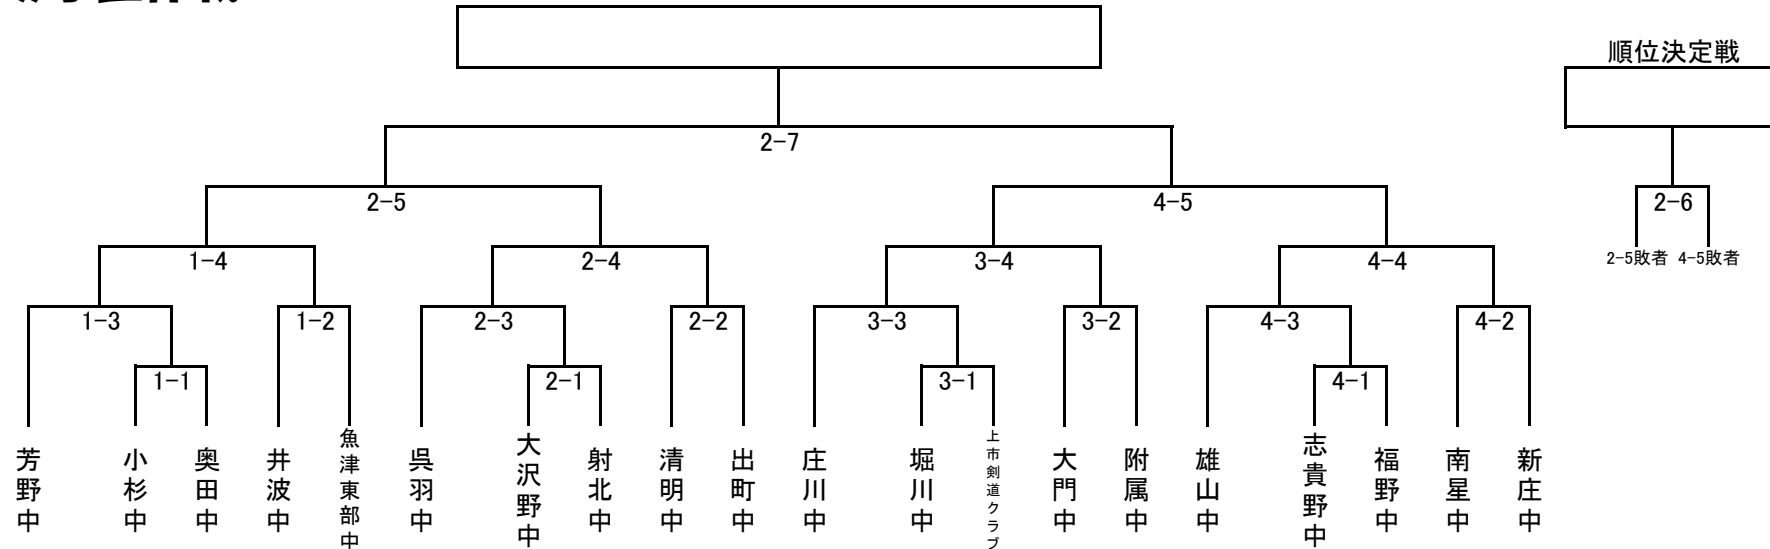 順位決定戦
2-7
2-5
4-5
2-6
1-4
2-4
3-4
4-4
2-5敗者 4-5敗者
1-3
1-2
2-3
2-2
3-3
3-2
4-3
4-2
1-1
2-1
3-1
4-1
芳野中
小杉中
奥田中
井波中
魚津東部中
呉羽中
大沢野中
射北中
清明中
出町中
庄川中
堀川中
上市剣道クラブ
大門中
附属中
雄山中
志貴野中
福野中
南星中
新庄中